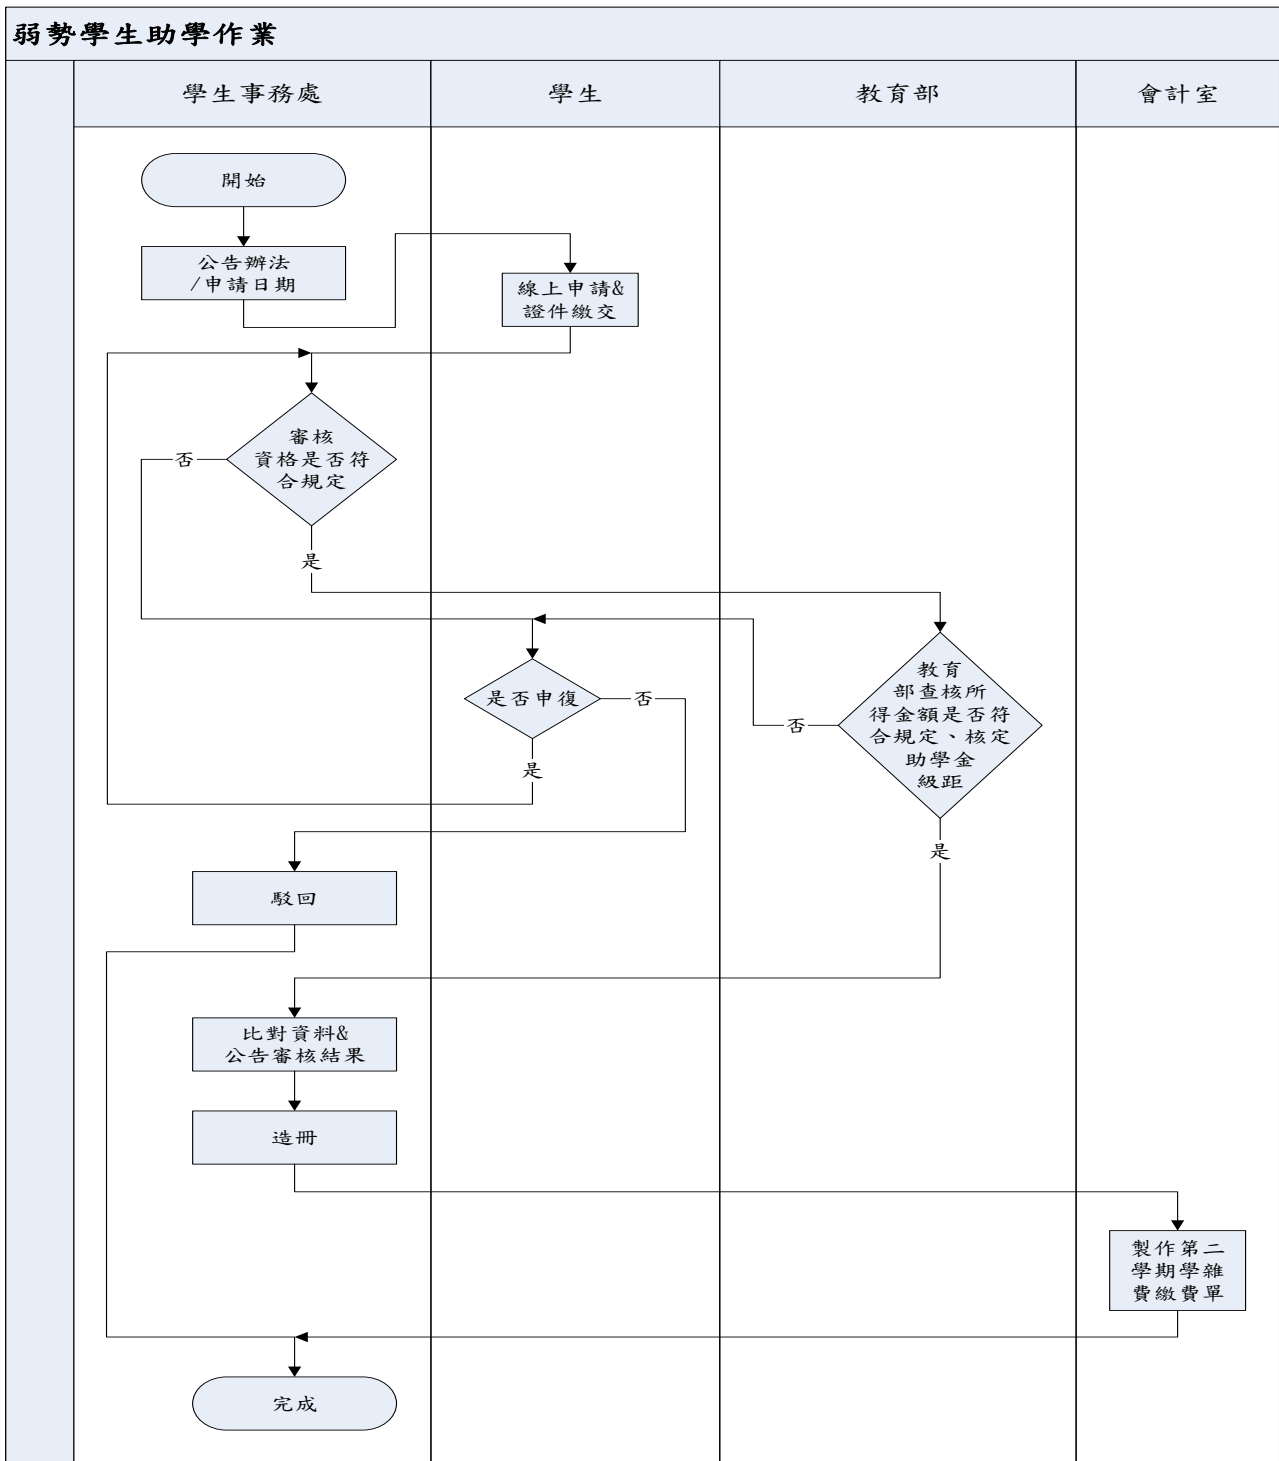 弱勢學生助學作業
學生事務處
學生
教育部
會計室
開始
公告辦法
/申請日期
線上申請&
證件繳交
審核
資格是否符
合規定
否
是
是否申復
否
是
教育
部查核所
得金額是否符
合規定、核定
助學金
級距
否
是
駁回
比對資料&
公告審核結果
造冊
製作第二
學期學雜
費繳費單
完成